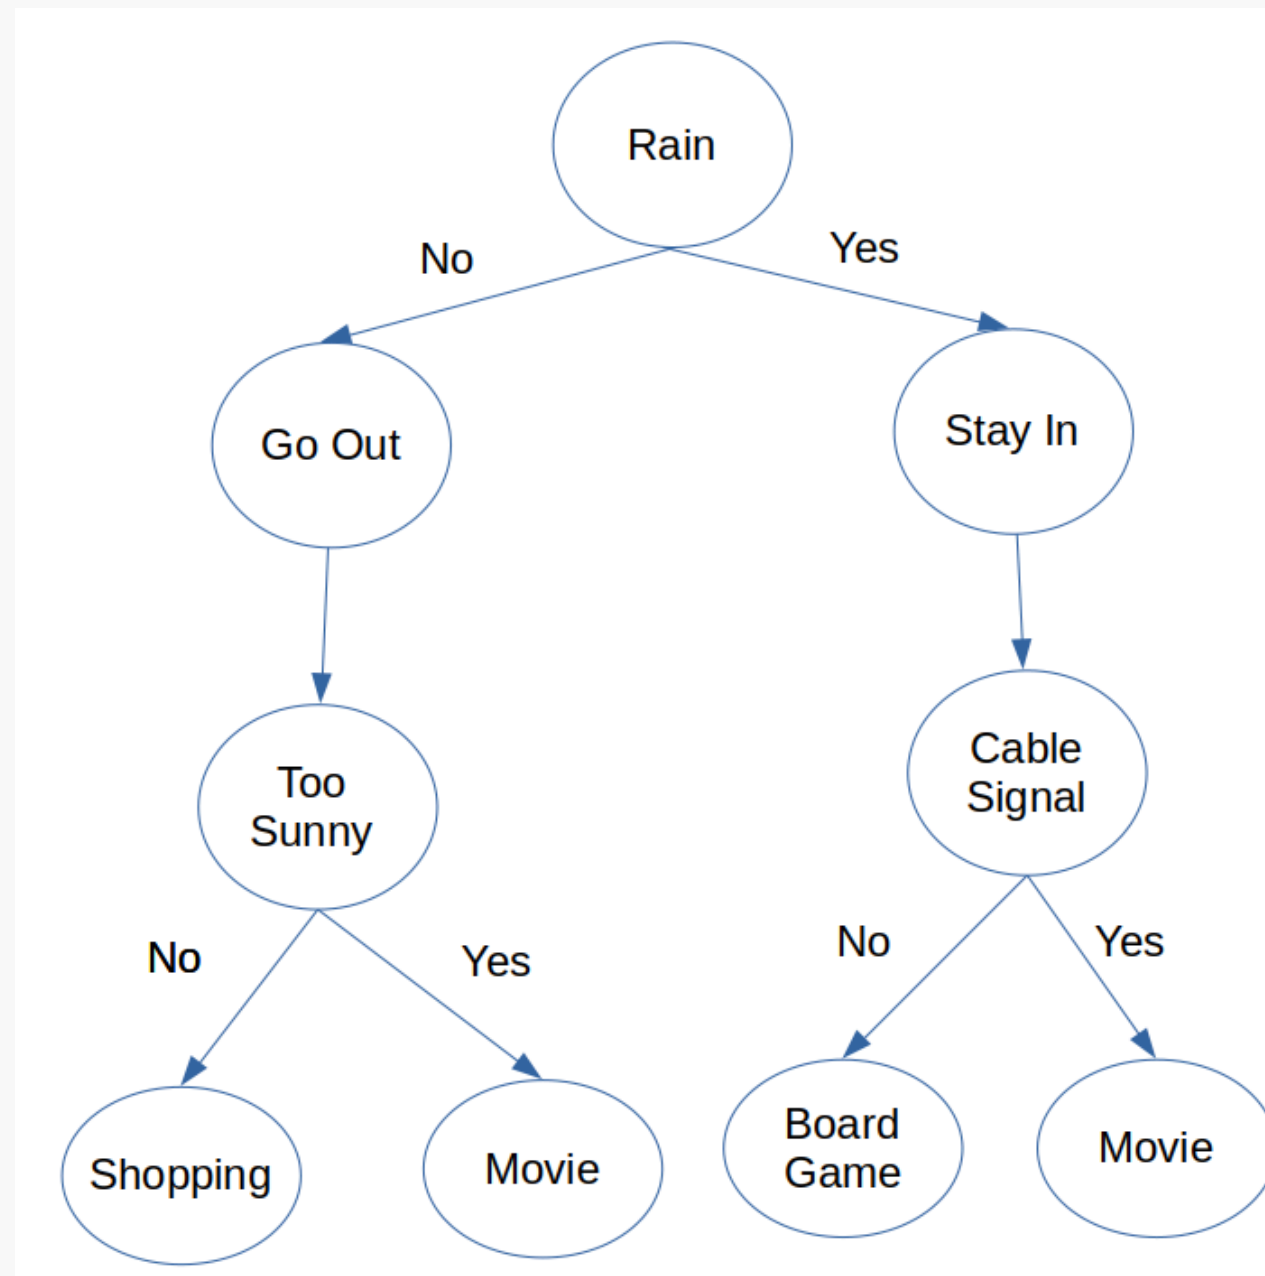 Rain
No
Yes
Go Out
Stay In
Too
Sunny
Cable
Signal
No
Yes
No
Yes
Shopping
Movie
Board
Game
Movie